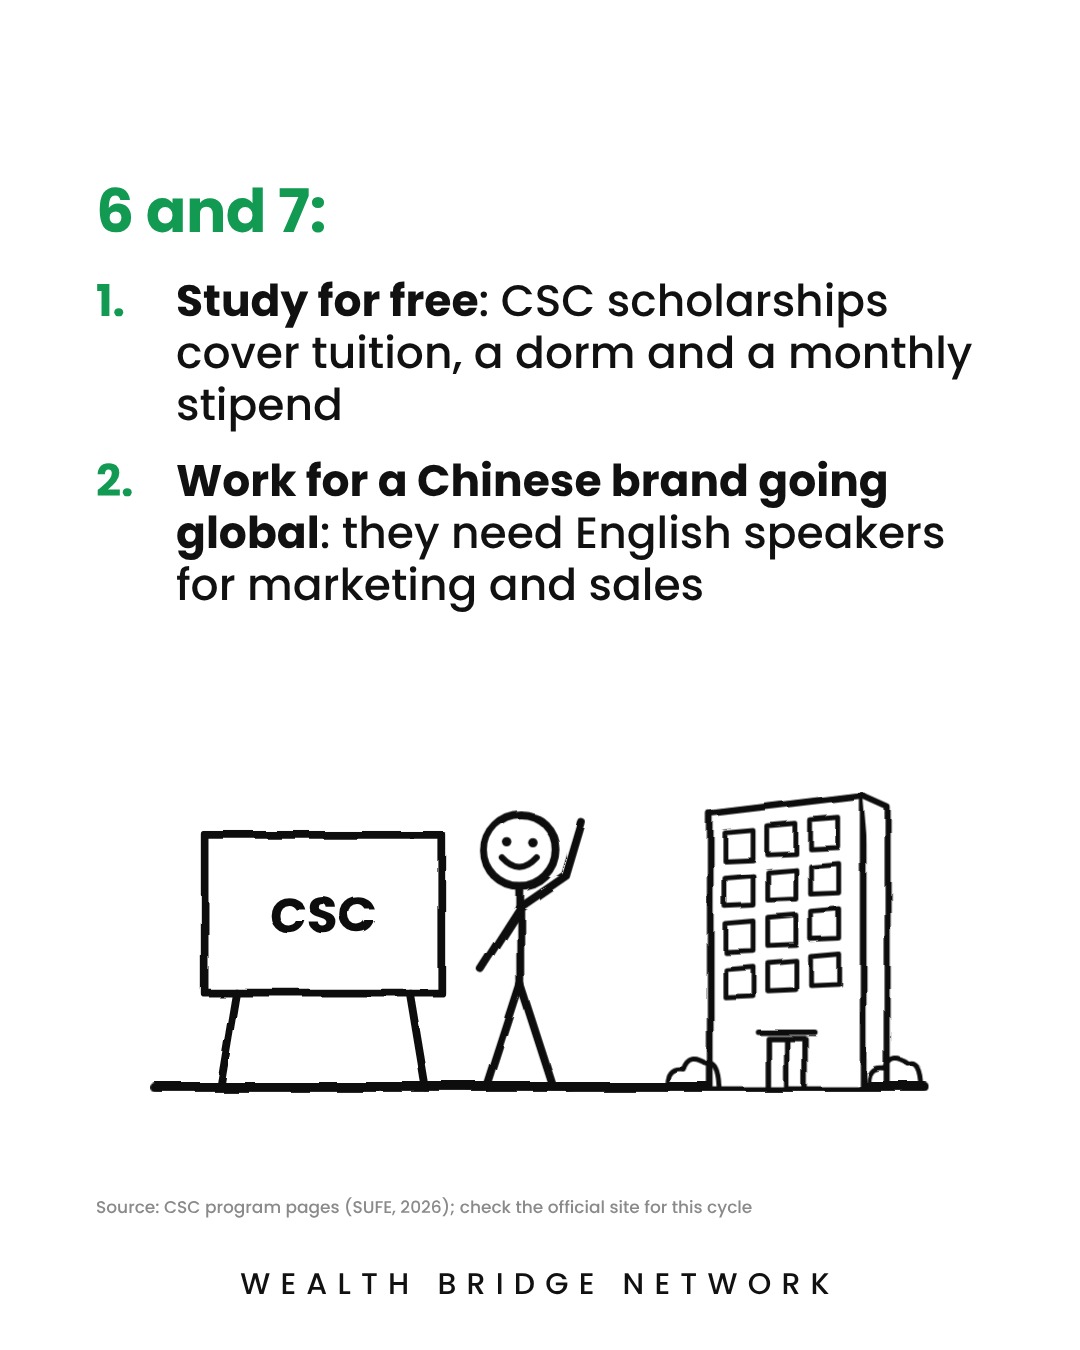 6 and 7:
1. Study for free: CSC scholarships
cover tuition, a dorm and a monthly
stipend
2. Work for a Chinese brand going
global: they need English speakers
for marketing and sales
CSC
Source: CSC program pages (SUFE, 2026); check the official site for this cycle
WEALTH BRIDGE NETWORK